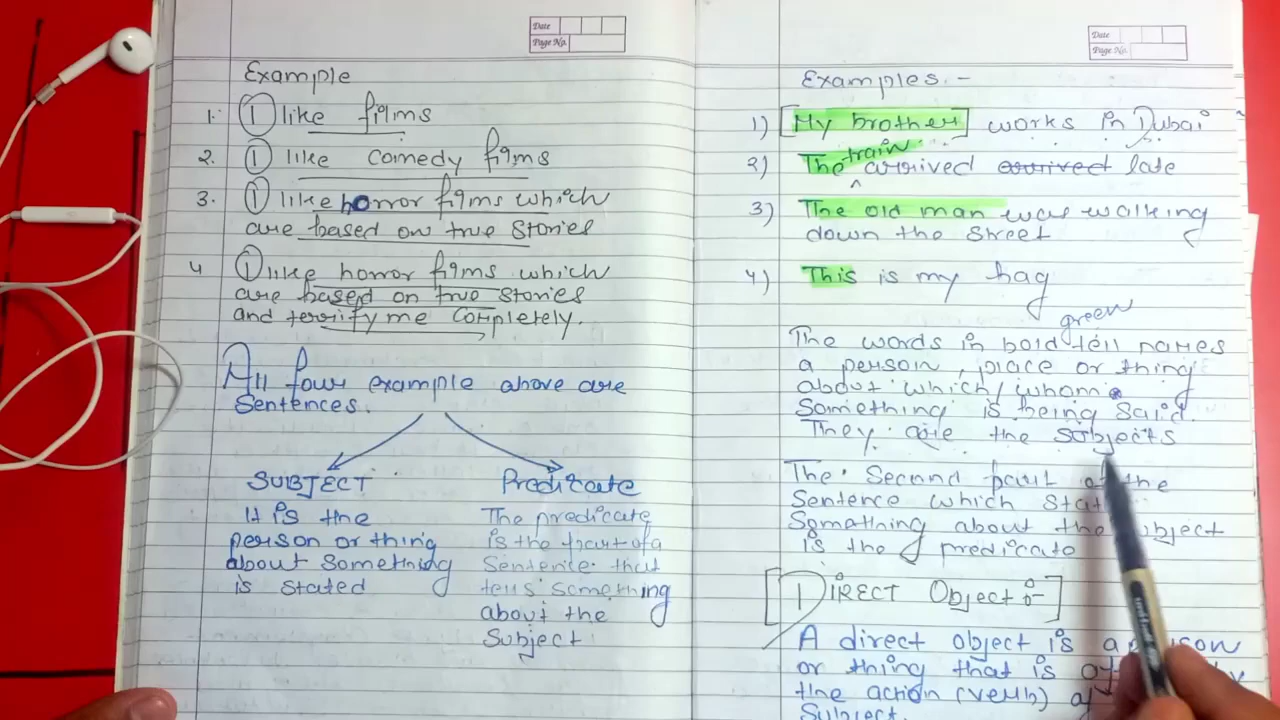 Date
Page No.
Example
1. I like films
2. I like comedy films
3. I like horror films which
are based on true stories
4 I like horror films which
are based on true stories
and terrify me completely.
All four example above are
Sentences.
SUBJECT
It is the
person or thing
about something
is stated
Predicate
The predicate
is the part of a
Sentence that
tells something
about the
Subject
Date
Page No.
Examples. -
1) [My brother] works in Dubai
2) The train arrived arrived late
3) The old man was walking
down the street
4) This is my bag
green
The words in bold tell names
a person, place or thing
about which/whom
Something is being said.
They are the subjects
The Second part of the
Sentence which
Something about the subject
is the predicate
[DIRECT Object :-]
A direct object is a
or thing that is
the action (verb)
Subject.